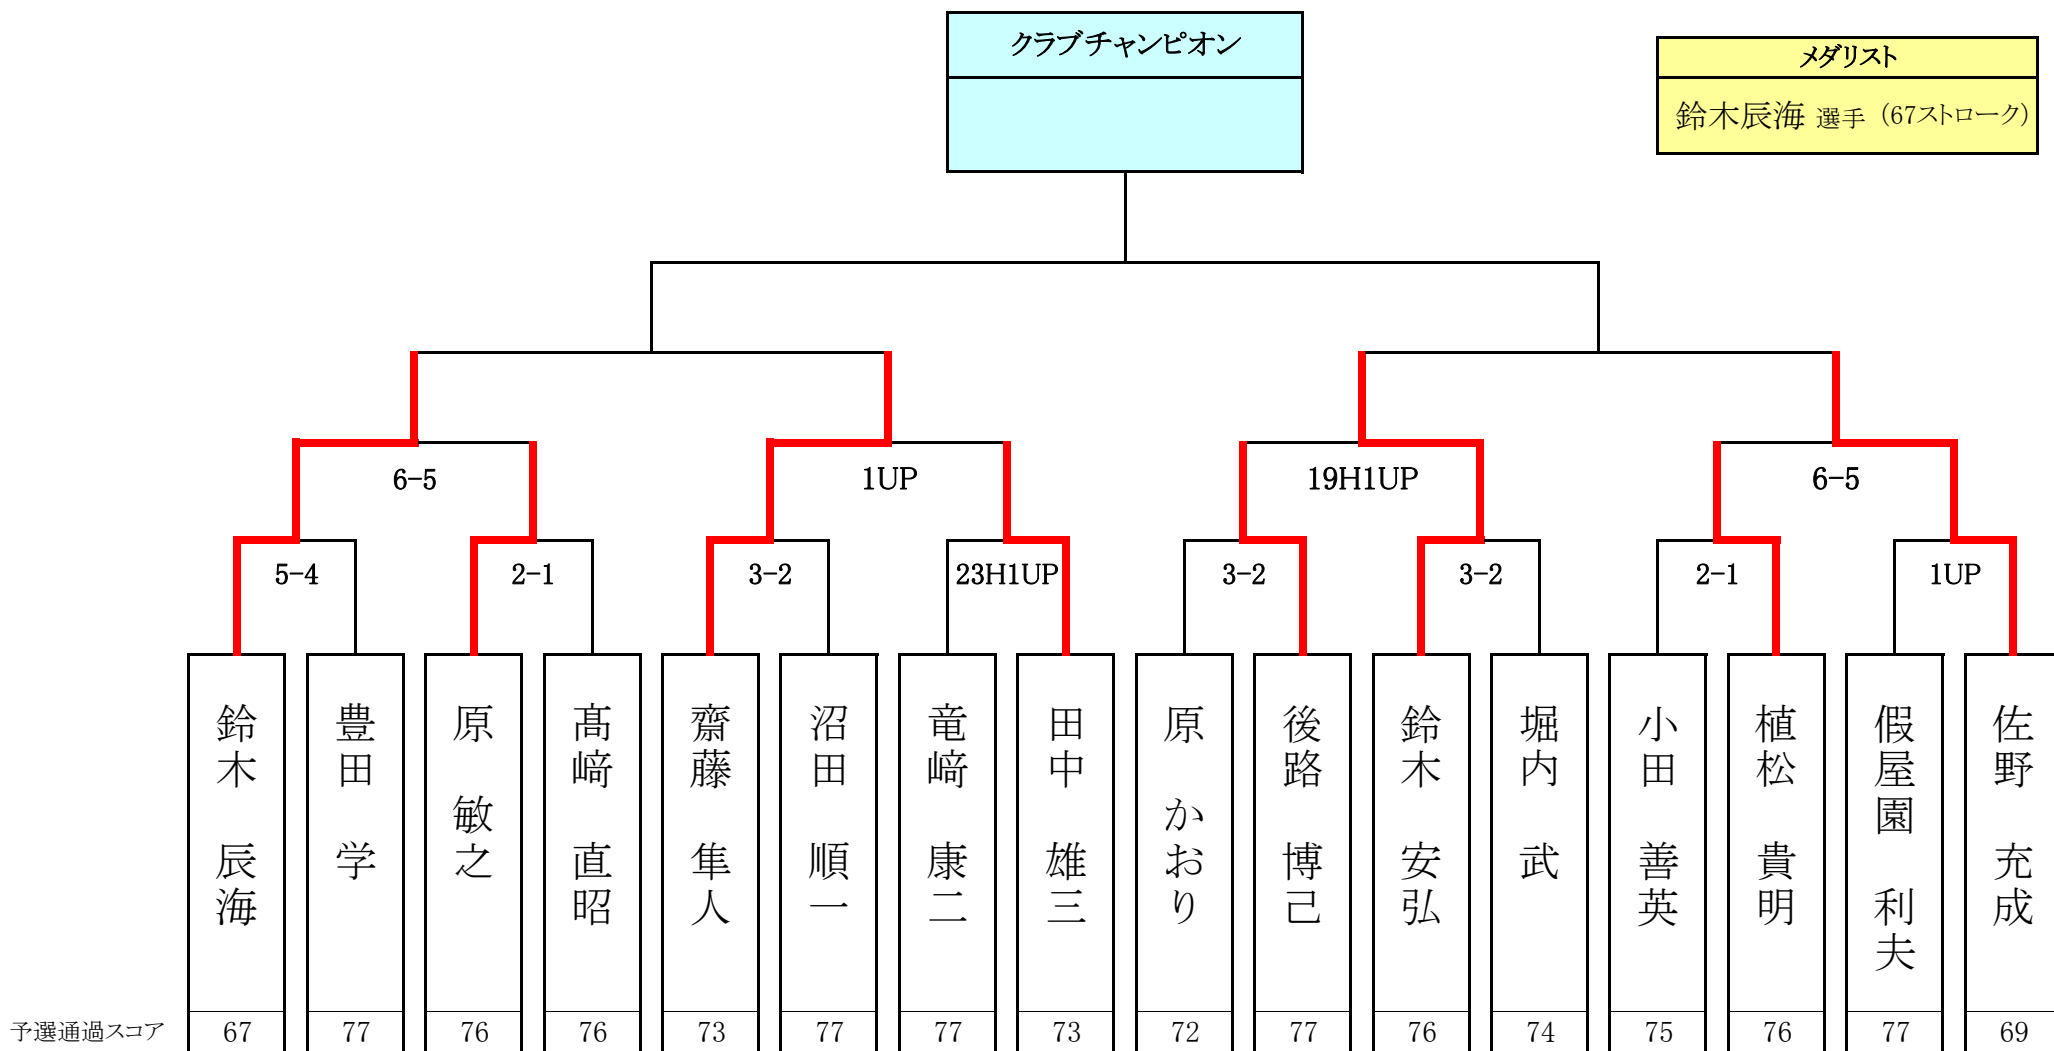 クラブチャンピオン
メダリスト
鈴木辰海 選手 (67ストローク)
6-5
1UP
19H1UP
6-5
5-4
2-1
3-2
23H1UP
3-2
3-2
2-1
1UP
鈴木 辰海
豊田 学
原 敏之
髙﨑 直昭
齋藤 隼人
沼田 順一
竜﨑 康二
田中 雄三
原 かおり
後路 博己
鈴木 安弘
堀内 武
小田 善英
植松 貴明
假屋園 利夫
佐野 充成
予選通過スコア 67 77 76 76 73 77 77 73 72 77 76 74 75 76 77 69